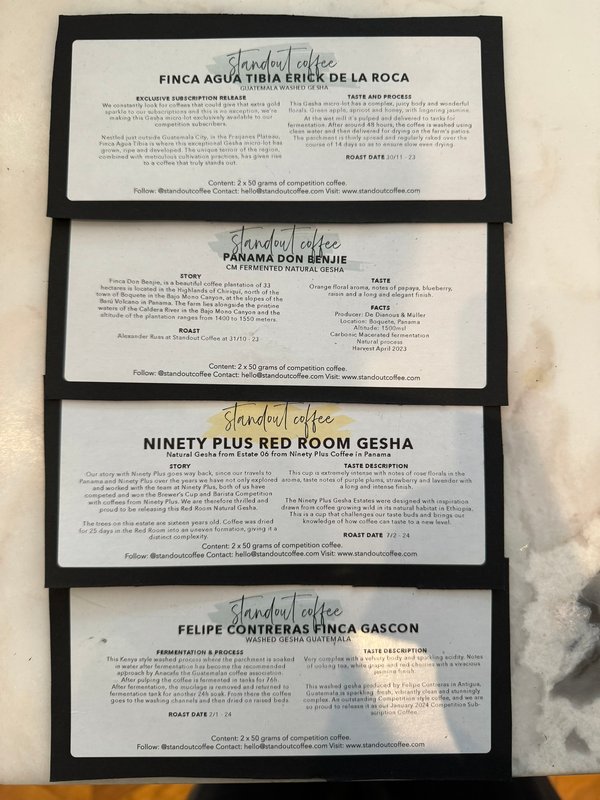 standout coffee
FINCA AGUA TIBIA ERICK DE LA ROCA
GUATEMALA WASHED GESHA
EXCLUSIVE SUBSCRIPTION RELEASE
We constantly look for coffees that could give that extra gold
sparkle to our subscriptions and this is no exception, we're
making this Gesha micro-lot exclusively available to our
competition subscribers.
Nestled just outside Guatemala City, in the Fraijanes Plateau,
Finca Agua Tibia is where this exceptional Gesha micro-lot has
grown, ripe and developed. The unique terroir of the region,
combined with meticulous cultivation practices, has given rise
to a coffee that truly stands out.
TASTE AND PROCESS
This Gesha micro-lot has a complex, juicy body and wonderful
florals. Green apple, apricot and honey, with lingering jasmine.
At the wet mill it's pulped and delivered to tanks for
fermentation. After around 48 hours, the coffee is washed using
clean water and then delivered for drying on the farm's patios.
The parchment is thinly spread and regularly raked over the
course of 14 days so as to ensure slow even drying.
ROAST DATE 30/11 - 23
Content: 2 x 50 grams of competition coffee.
Follow: @standoutcoffee Contact: hello@standoutcoffee.com Visit: www.standoutcoffee.com
standout coffee
PANAMA DON BENJIE
CM FERMENTED NATURAL GESHA
STORY
Finca Don Benjie, is a beautiful coffee plantation of 33
hectares is located in the Highlands of Chiriqui, north of the
town of Boquete in the Bajo Mono Canyon, at the slopes of the
Barú Volcano in Panama. The farm lies alongside the pristine
waters of the Caldera River in the Bajo Mono Canyon and the
altitude of the plantation ranges from 1400 to 1550 meters.
ROAST
Alexander Ruas at Standout Coffee at 31/10 - 23
TASTE
Orange floral aroma, notes of papaya, blueberry,
raisin and a long and elegant finish.
FACTS
Producer: De Dianous & Müller
Location: Boquete, Panama
Altitude: 1500msl
Carbonic Macerated fermentation
Natural process
Harvest April 2023
Content: 2 x 50 grams of competition coffee.
Follow: @standoutcoffee Contact: hello@standoutcoffee.com Visit: www.standoutcoffee.com
standout coffee
NINETY PLUS RED ROOM GESHA
Natural Gesha from Estate 06 from Ninety Plus Coffee in Panama
STORY
Our story with Ninety Plus goes way back, since our travels to
Panama and Ninety Plus over the years we have not only explored
and worked with the team at Ninety Plus, both of us have
competed and won the Brewer's Cup and Barista Competition
with coffees from Ninety Plus. We are therefore thrilled and
proud to be releasing this Red Room Natural Gesha.
The trees on this estate are sixteen years old. Coffee was dried
for 25 days in the Red Room into an uneven formation, giving it a
distinct complexity.
TASTE DESCRIPTION
This cup is extremely intense with notes of rose florals in the
aroma, taste notes of purple plums, strawberry and lavender with
a long and intense finish.
The Ninety Plus Gesha Estates were designed with inspiration
drawn from coffee growing wild in its natural habitat in Ethiopia.
This is a cup that challenges our taste buds and brings our
knowledge of how coffee can taste to a new level.
ROAST DATE 7/2 - 24
Content: 2 x 50 grams of competition coffee.
Follow: @standoutcoffee Contact: hello@standoutcoffee.com Visit: www.standoutcoffee.com
standout coffee
FELIPE CONTRERAS FINCA GASCON
WASHED GESHA GUATEMALA
FERMENTATION & PROCESS
This Kenya style washed process where the parchment is soaked
in water after fermentation has become the recommended
approach by Anacafe the Guatemala coffee association.
After pulping the coffee is fermented in tanks for 76h.
After fermentation, the mucilage is removed and returned to
fermentation tank for another 24h soak. From there the coffee
goes to the washing channels and then dried on raised beds.
ROAST DATE 2/1 - 24
TASTE DESCRIPTION
Very complex with a velvety body and sparkling acidity. Notes
of lemon, white grape and red cherries with a vivacious
jasmine finish.
This washed gesha produced by Felipe Contreras in Antigua,
Guatemala is sparkling fresh, vibrantly clean and stunningly
complex. An outstanding Competition style coffee, and we are
so proud to release it as our January 2024 Competition Sub-
scription Coffee.
Content: 2 x 50 grams of competition coffee.
Follow: @standoutcoffee Contact: hello@standoutcoffee.com Visit: www.standoutcoffee.com